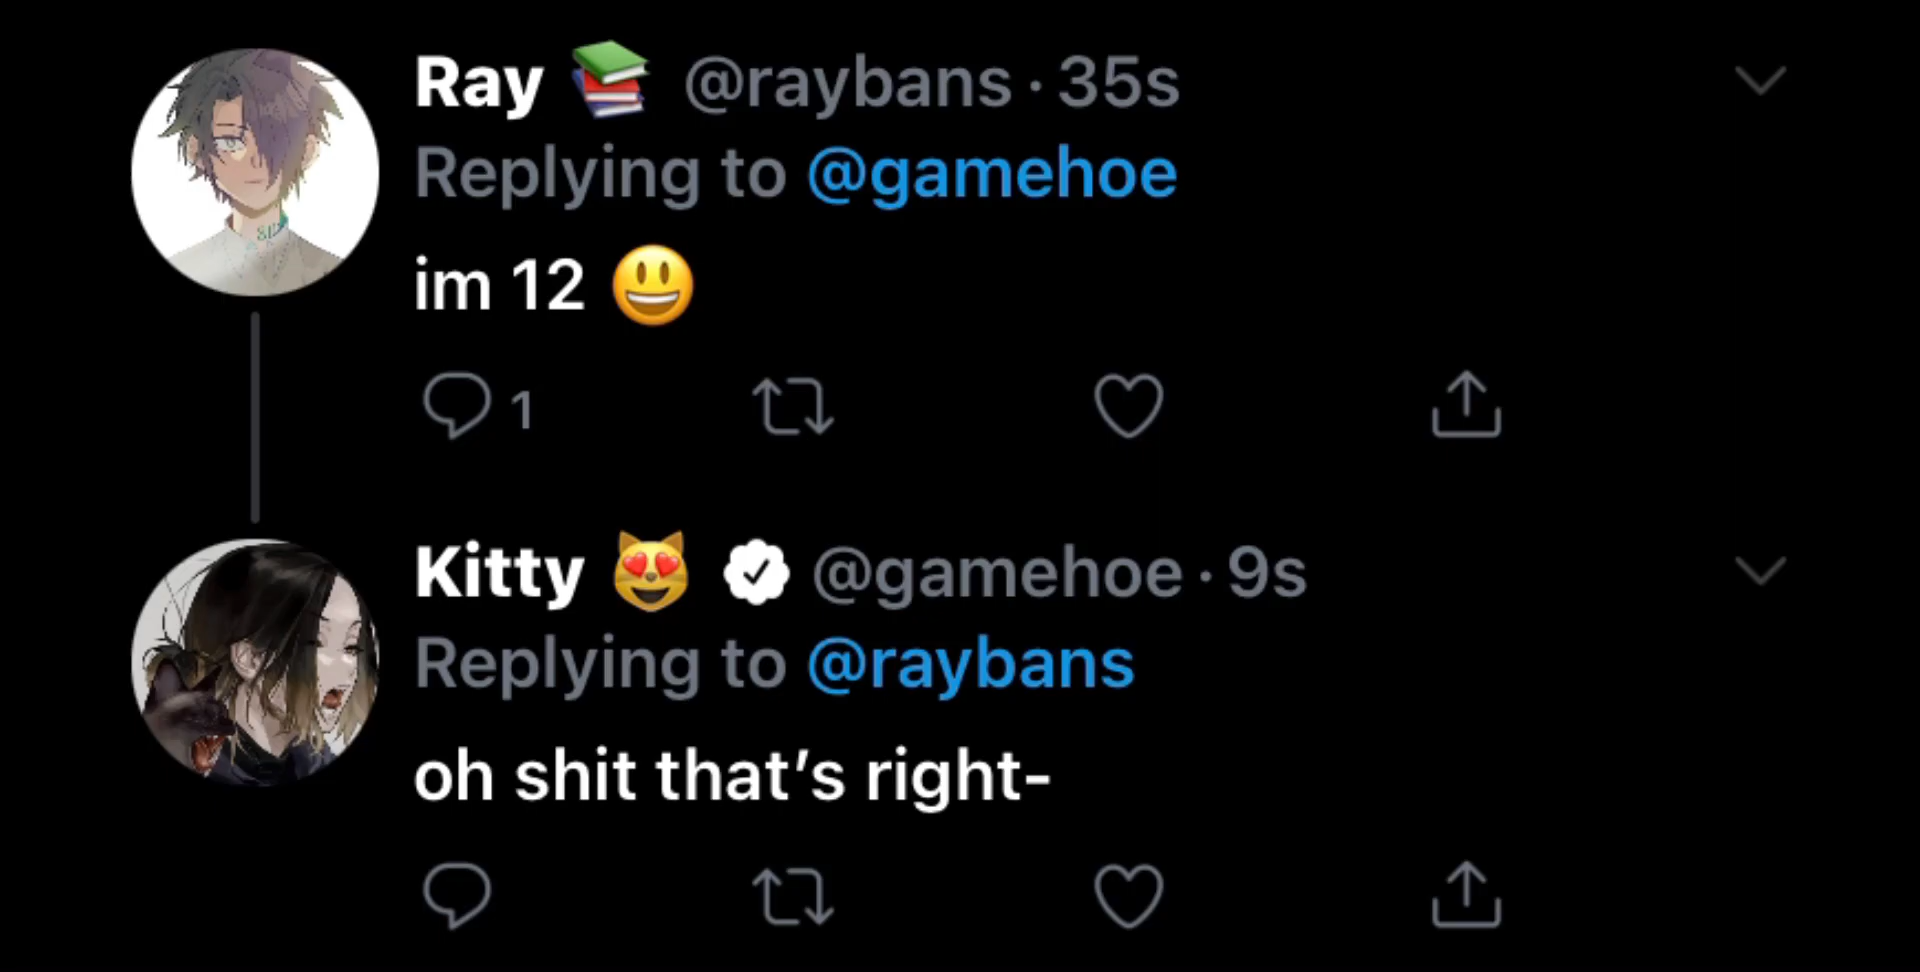 Ray 📚 @raybans · 35s
Replying to @gamehoe
im 12 😃
1
Kitty 😻 @gamehoe · 9s
Replying to @raybans
oh shit that’s right-